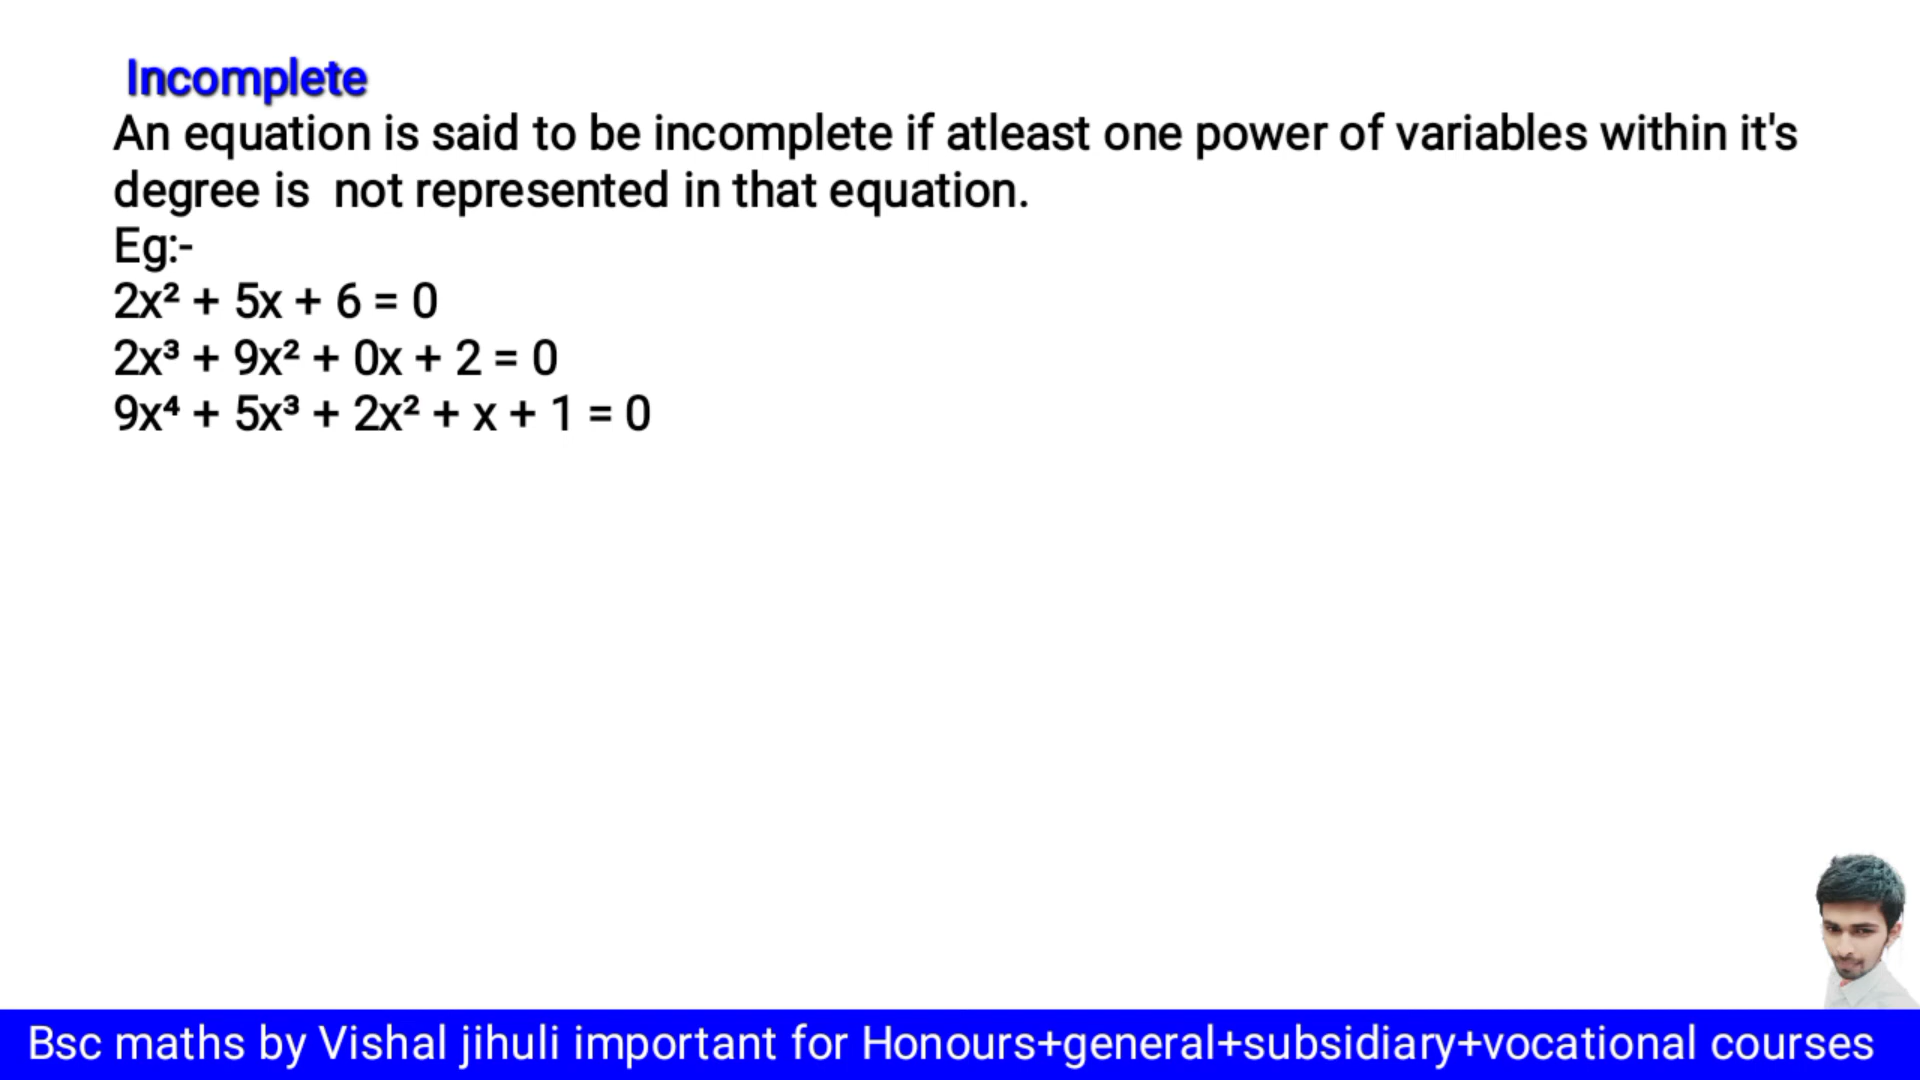 Incomplete
An equation is said to be incomplete if atleast one power of variables within it's
degree is  not represented in that equation.
Eg:-
2x² + 5x + 6 = 0
2x³ + 9x² + 0x + 2 = 0
9x⁴ + 5x³ + 2x² + x + 1 = 0
Bsc maths by Vishal jihuli important for Honours+general+subsidiary+vocational courses